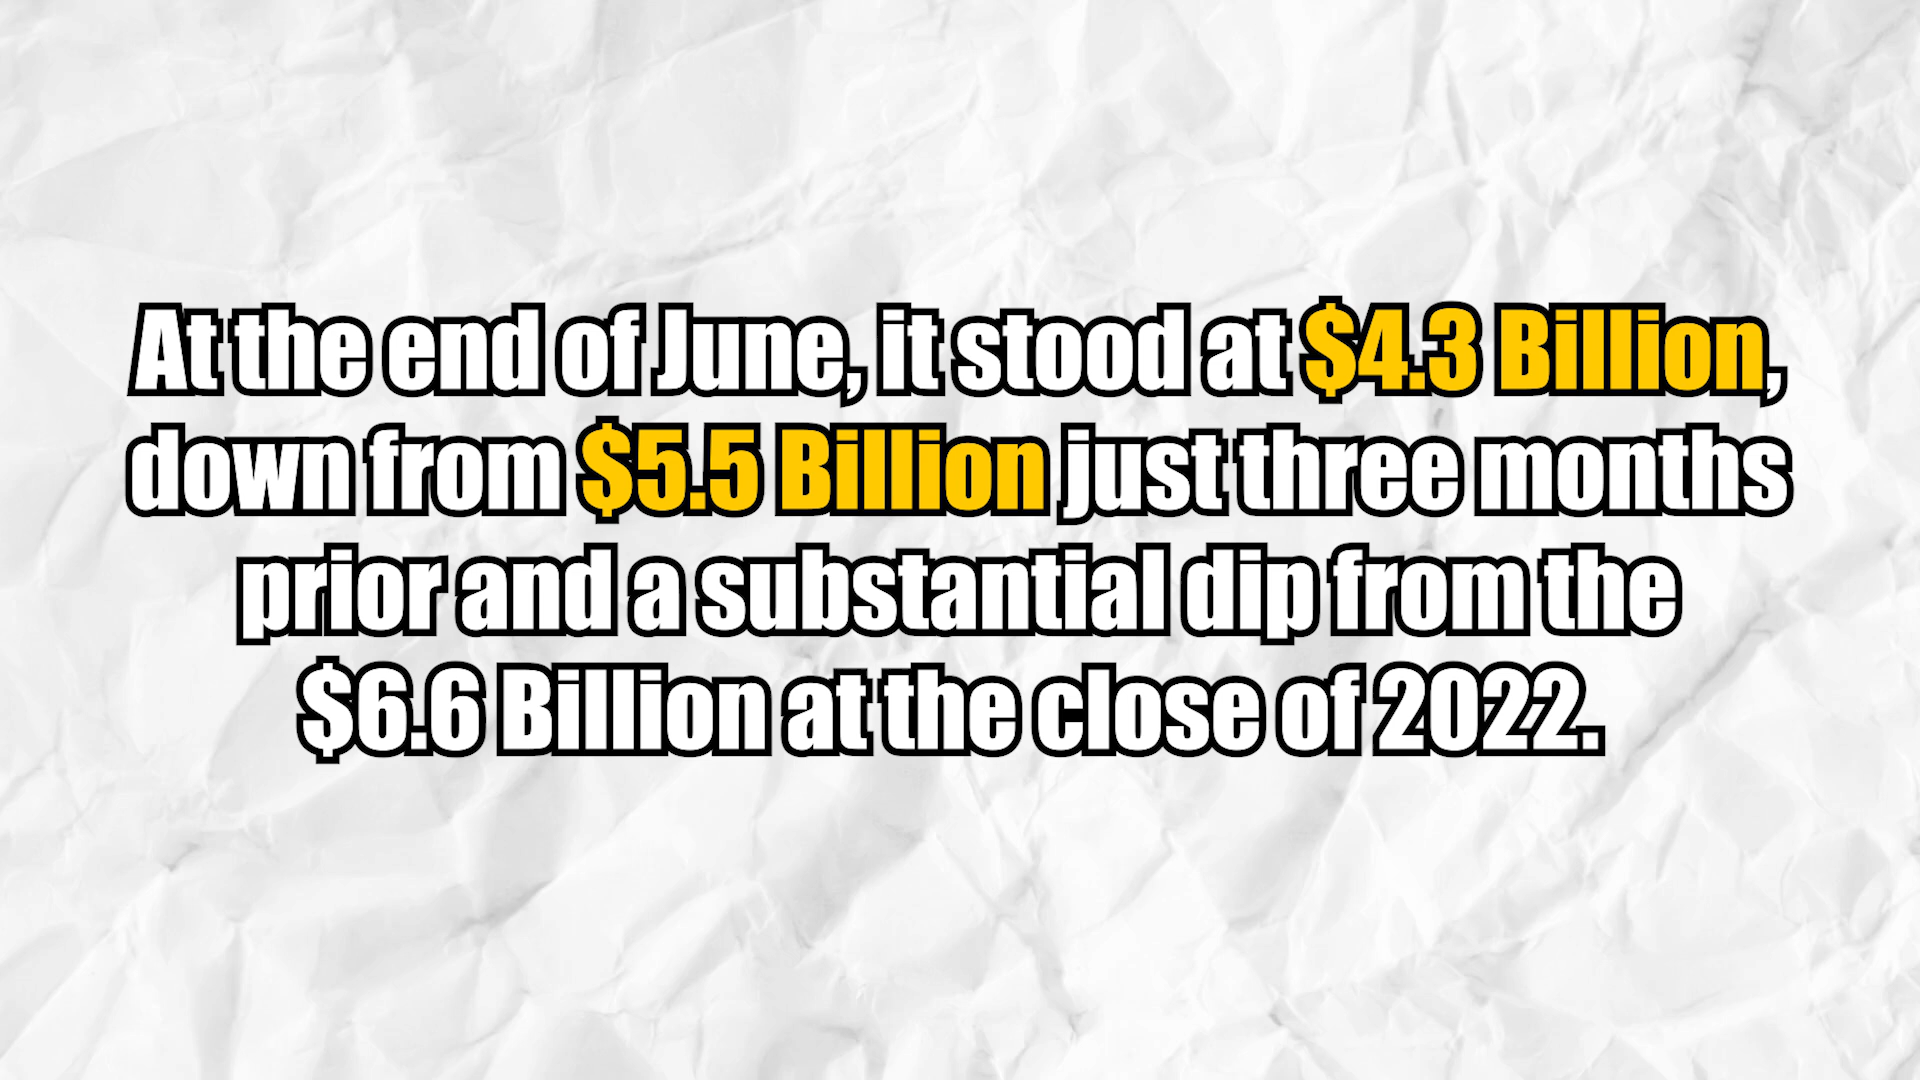 At the end of June, it stood at $4.3 Billion,
down from $5.5 Billion just three months
prior and a substantial dip from the
$6.6 Billion at the close of 2022.